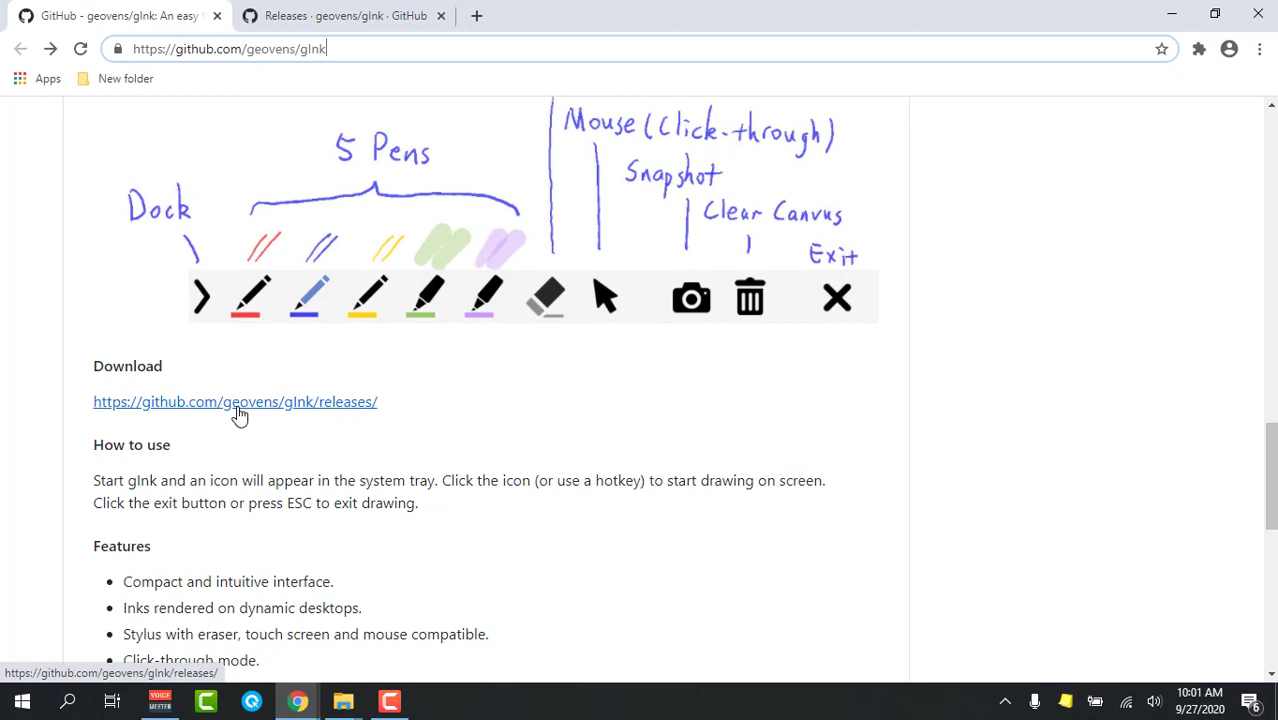 GitHub - geovens/gInk: An easy t
Releases · geovens/gInk · GitHub
https://github.com/geovens/gInk
Apps
New folder
Mouse (Click-through)
5 Pens
Snapshot
Dock
Clear Canvus
Exit
Download
https://github.com/geovens/gInk/releases/
How to use
Start gInk and an icon will appear in the system tray. Click the icon (or use a hotkey) to start drawing on screen.
Click the exit button or press ESC to exit drawing.
Features
• Compact and intuitive interface.
• Inks rendered on dynamic desktops.
• Stylus with eraser, touch screen and mouse compatible.
• Click-through mode.
https://github.com/geovens/gInk/releases/
VOICE
MEETER
10:01 AM
9/27/2020
6